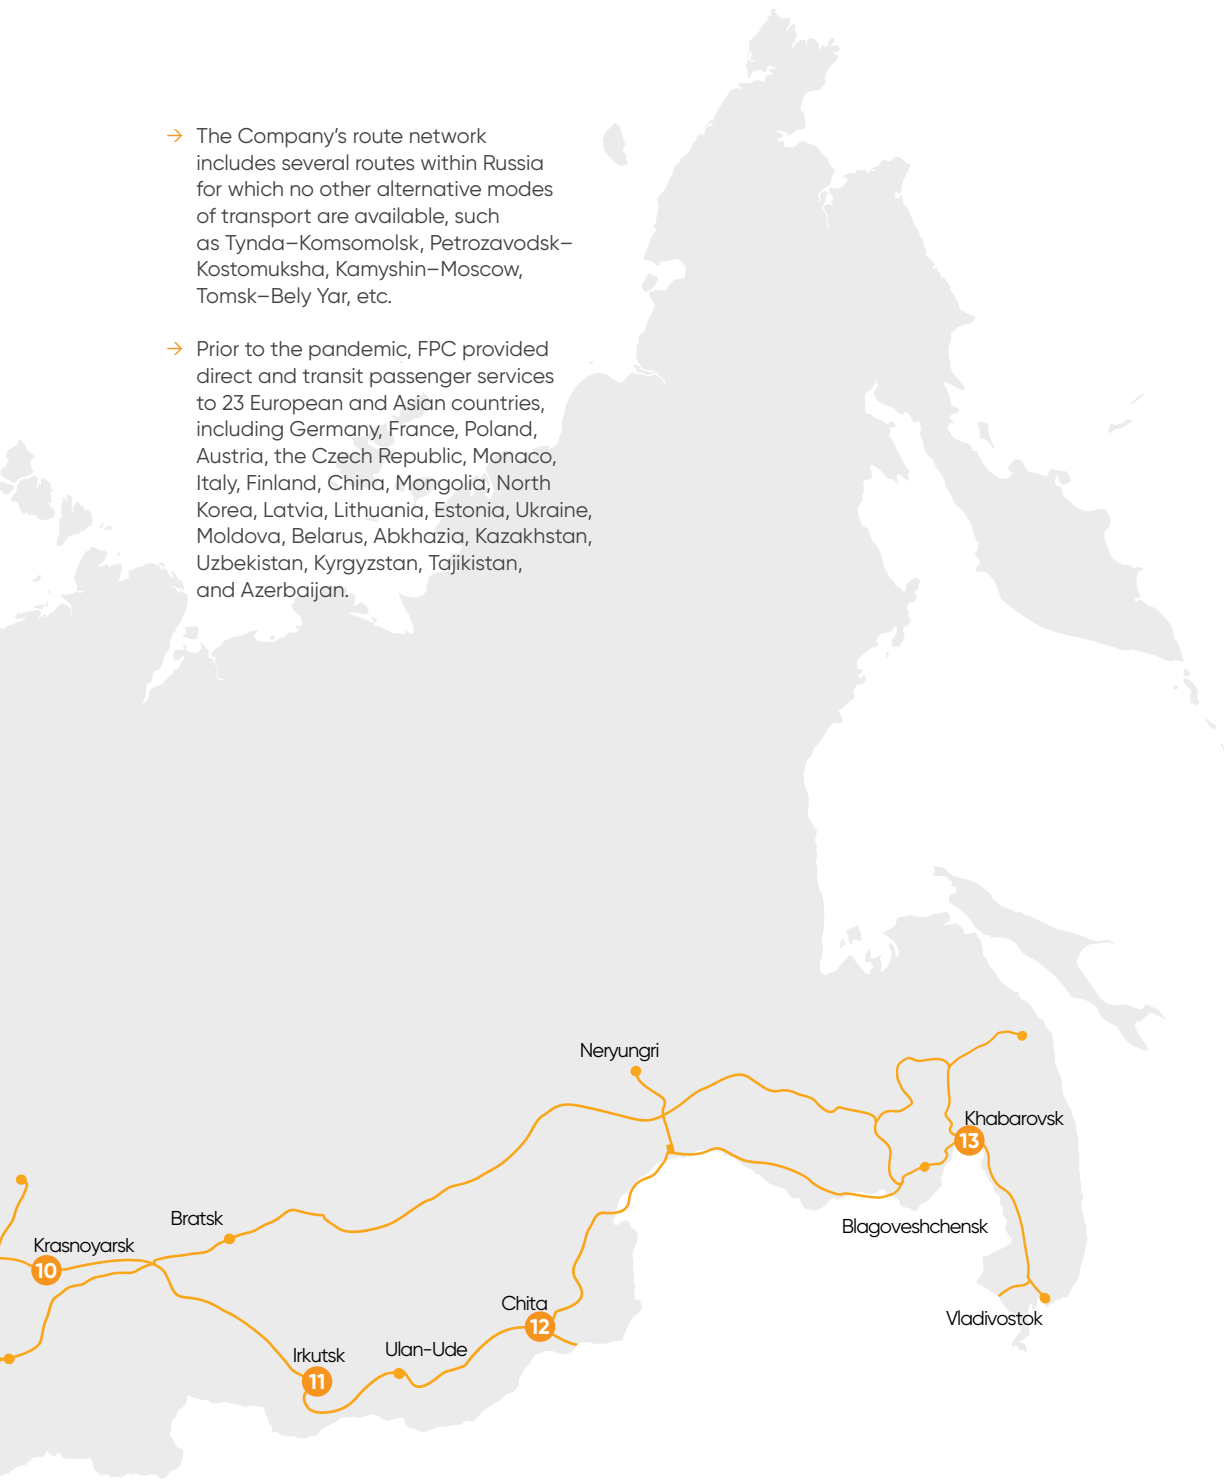 → The Company's route network
includes several routes within Russia
for which no other alternative modes
of transport are available, such
as Tynda–Komsomolsk, Petrozavodsk–
Kostomuksha, Kamyshin–Moscow,
Tomsk–Bely Yar, etc.
→ Prior to the pandemic, FPC provided
direct and transit passenger services
to 23 European and Asian countries,
including Germany, France, Poland,
Austria, the Czech Republic, Monaco,
Italy, Finland, China, Mongolia, North
Korea, Latvia, Lithuania, Estonia, Ukraine,
Moldova, Belarus, Abkhazia, Kazakhstan,
Uzbekistan, Kyrgyzstan, Tajikistan,
and Azerbaijan.
Neryungri
Khabarovsk
13
Bratsk
Blagoveshchensk
Krasnoyarsk
10
Chita
12
Vladivostok
Irkutsk
11
Ulan-Ude